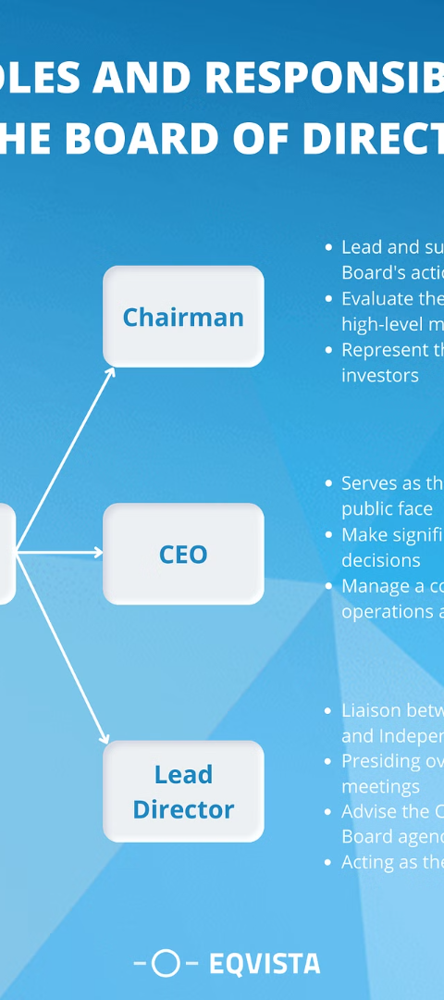 OLES AND RESPONSIB
HE BOARD OF DIRECT
Chairman
Lead and su
Board's actio
Evaluate the
high-level m
Represent th
investors
CEO
Serves as th
public face
Make signifi
decisions
Manage a co
operations a
Lead
Director
Liaison betw
and Indepen
Presiding ov
meetings
Advise the C
Board agend
Acting as the
EQVISTA